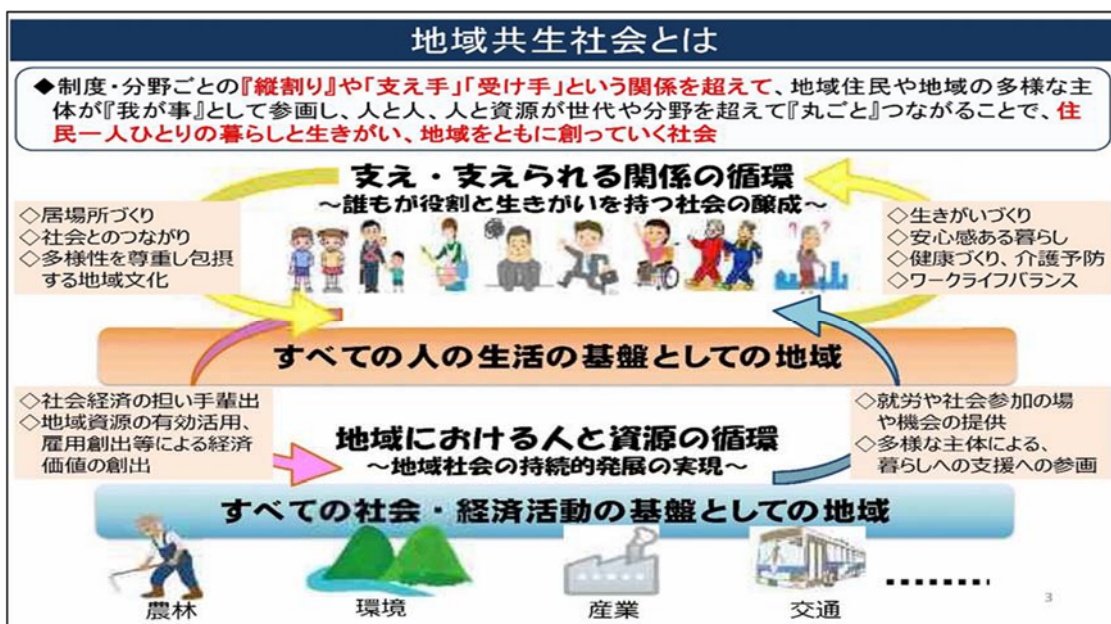 地域共生社会とは
◆制度・分野ごとの『縦割り』や「支え手」「受け手」という関係を超えて、地域住民や地域の多様な主
体が『我が事』として参画し、人と人、人と資源が世代や分野を超えて『丸ごと』つながることで、住
民一人ひとりの暮らしと生きがい、地域をともに創っていく社会
支え・支えられる関係の循環
～誰もが役割と生きがいを持つ社会の醸成～
◇居場所づくり
◇社会とのつながり
◇多様性を尊重し包摂
する地域文化
◇生きがいづくり
◇安心感ある暮らし
◇健康づくり、介護予防
◇ワークライフバランス
すべての人の生活の基盤としての地域
◇社会経済の担い手輩出
◇地域資源の有効活用、
雇用創出等による経済
価値の創出
地域における人と資源の循環
～地域社会の持続的発展の実現～
◇就労や社会参加の場
や機会の提供
◇多様な主体による、
暮らしへの支援への参画
すべての社会・経済活動の基盤としての地域
農林
環境
産業
交通
3